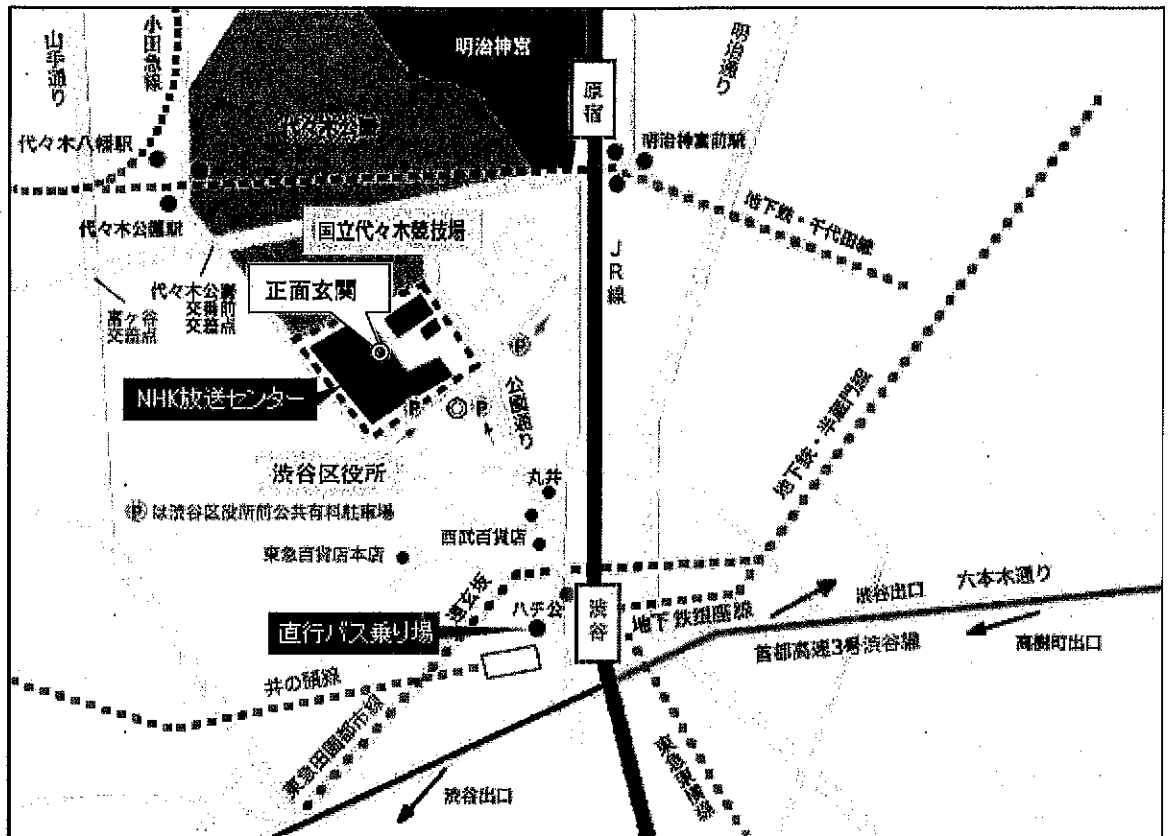 山手通り
小田急線
明治神宮
明治通り
原宿
代々木公園
代々木八幡駅
明治神宮前駅
代々木公園駅
国立代々木競技場
地下鉄・千代田線
JR線
正面玄関
代々木公園
交番前
交差点
富ヶ谷
交差点
P
NHK放送センター
P
P
公園通り
地下鉄・半蔵門線
渋谷区役所
丸井
Pは渋谷区役所前公共有料駐車場
西武百貨店
東急百貨店本店
道玄坂
ハチ公
渋谷
渋谷出口
六本木通り
地下鉄銀座線
直行バス乗り場
首都高速3号渋谷線
高樹町出口
井の頭線
東急田園都市線
東急東横線
渋谷出口